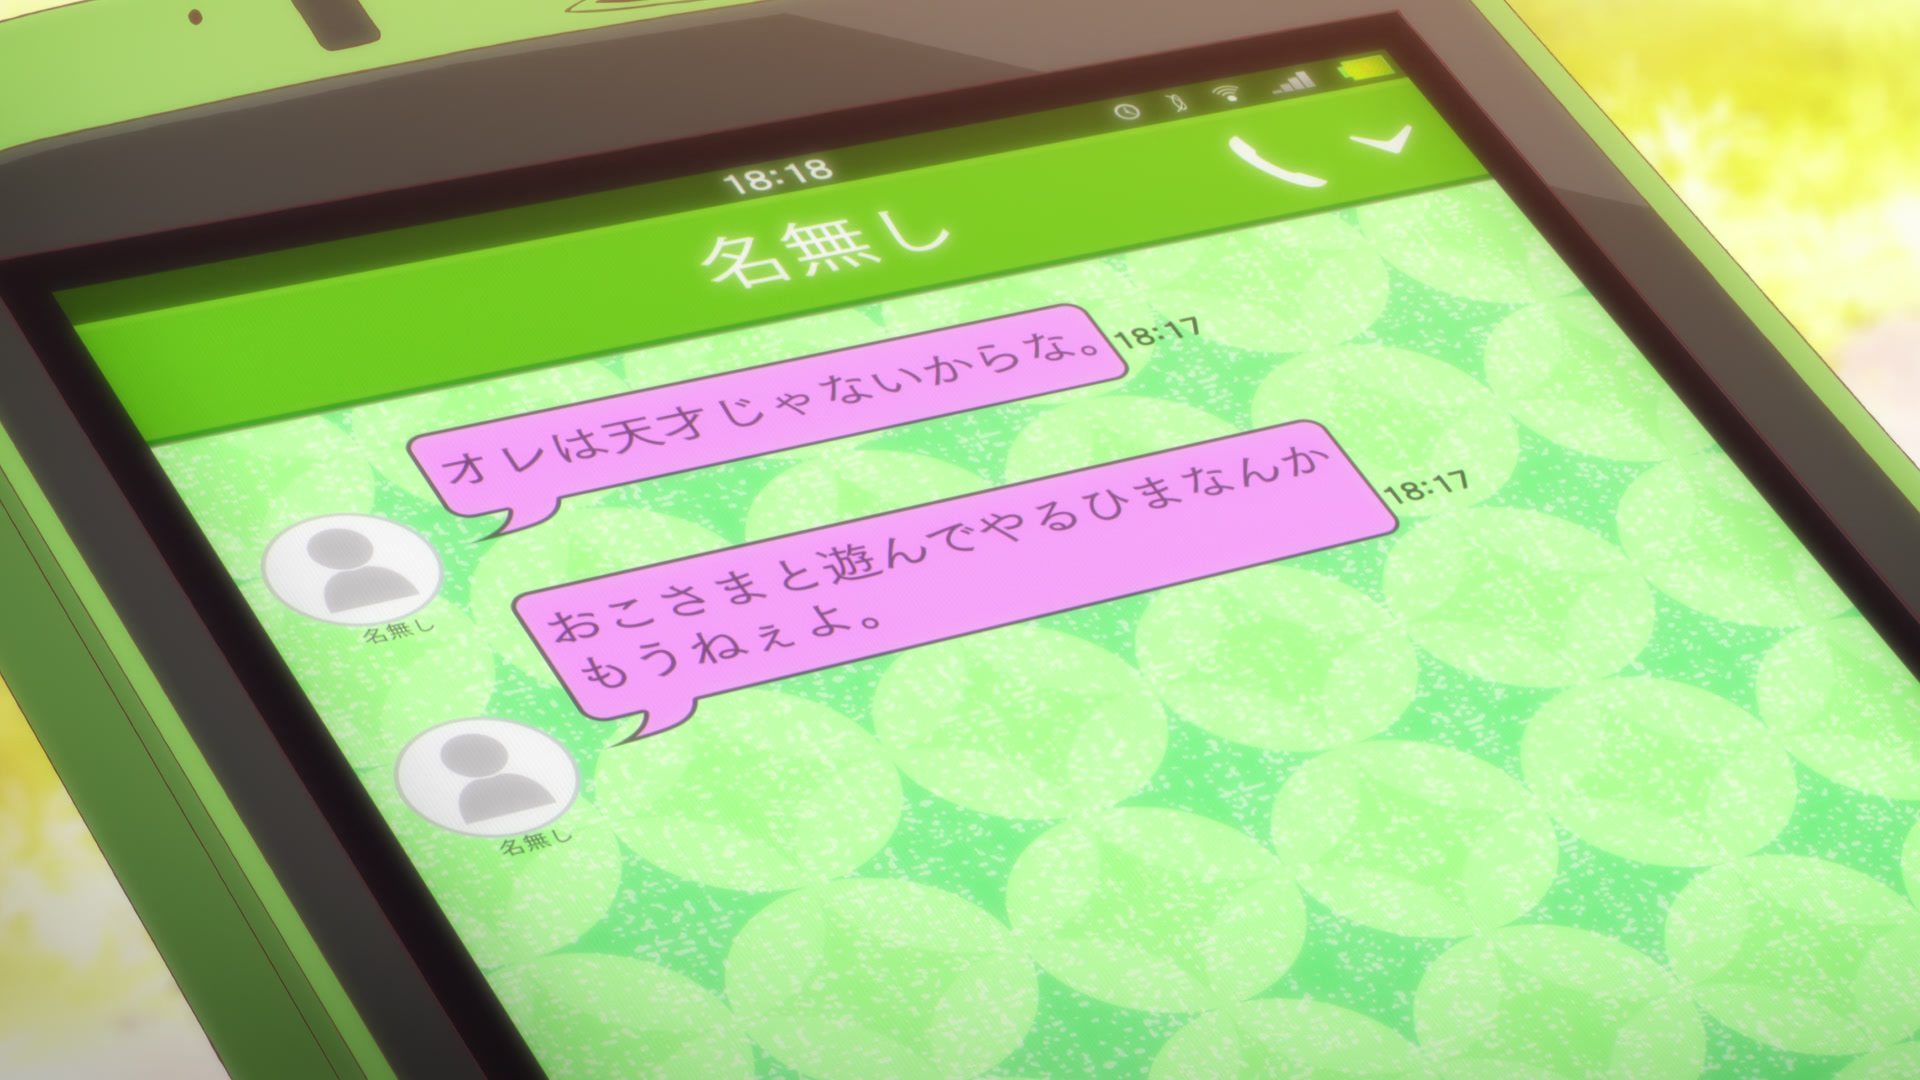 18:18
名無し
オレは天才じゃないからな。
18:17
名無し
おこさまと遊んでやるひまなんか
もうねぇよ。
18:17
名無し